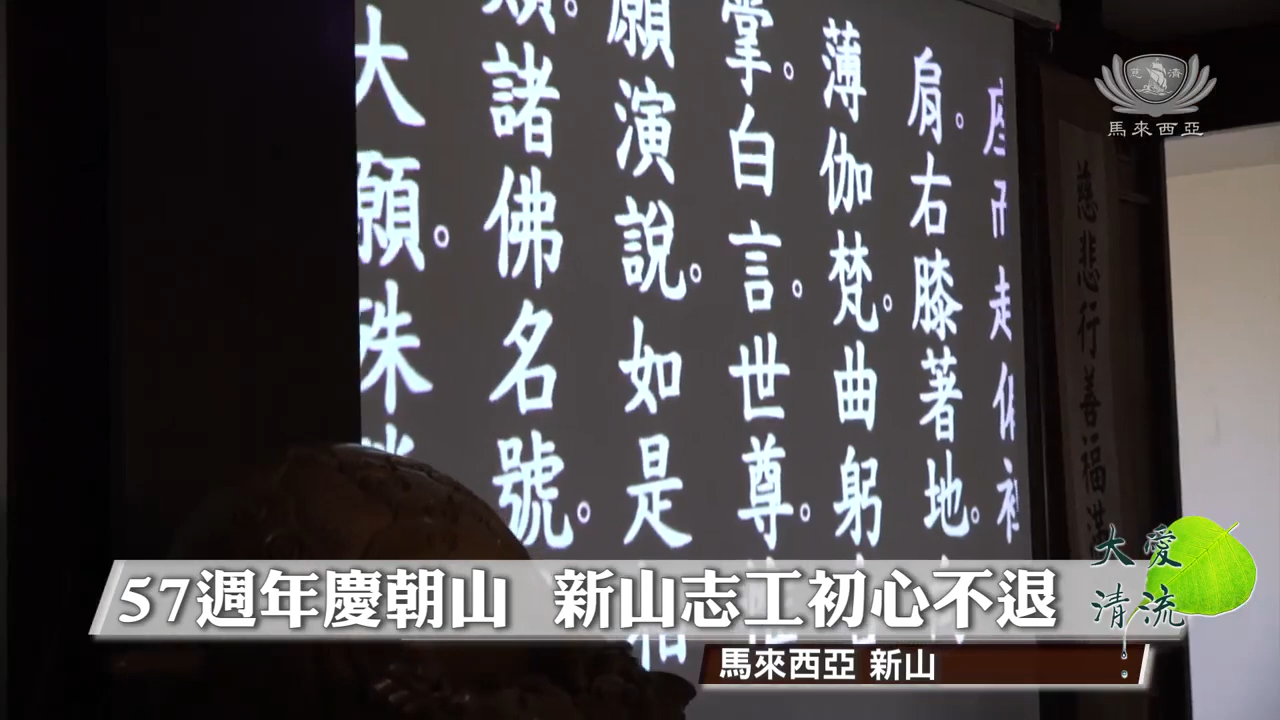 肩。右膝著地。
薄伽梵。曲躬
掌。白言。世尊。
願演說。如是
諸佛名號。
大願。殊
慈悲行善福滿
慈濟
馬來西亞
大愛清流
57週年慶朝山 新山志工初心不退
馬來西亞 新山